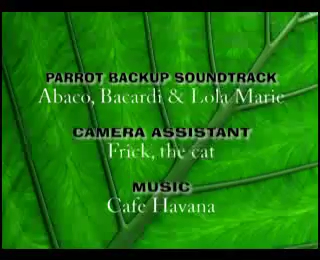 PARROT BACKUP SOUNDTRACK
Abaco, Bacardi & Lola Marie
CAMERA ASSISTANT
Frick, the cat
MUSIC
Cafe Havana